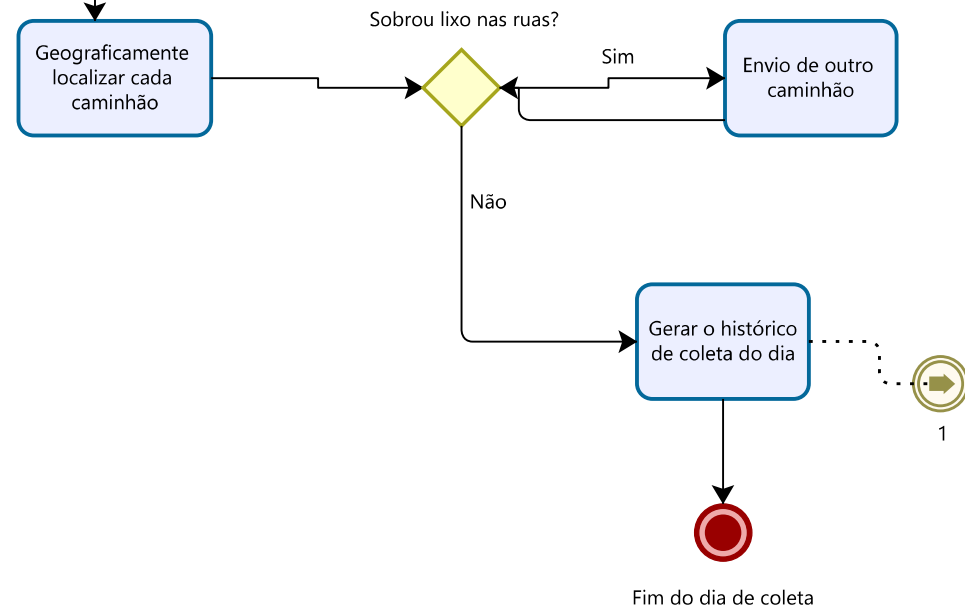 Sobrou lixo nas ruas?
Geograficamente
localizar cada
caminhão
Sim
Envio de outro
caminhão
Não
Gerar o histórico
de coleta do dia
1
Fim do dia de coleta